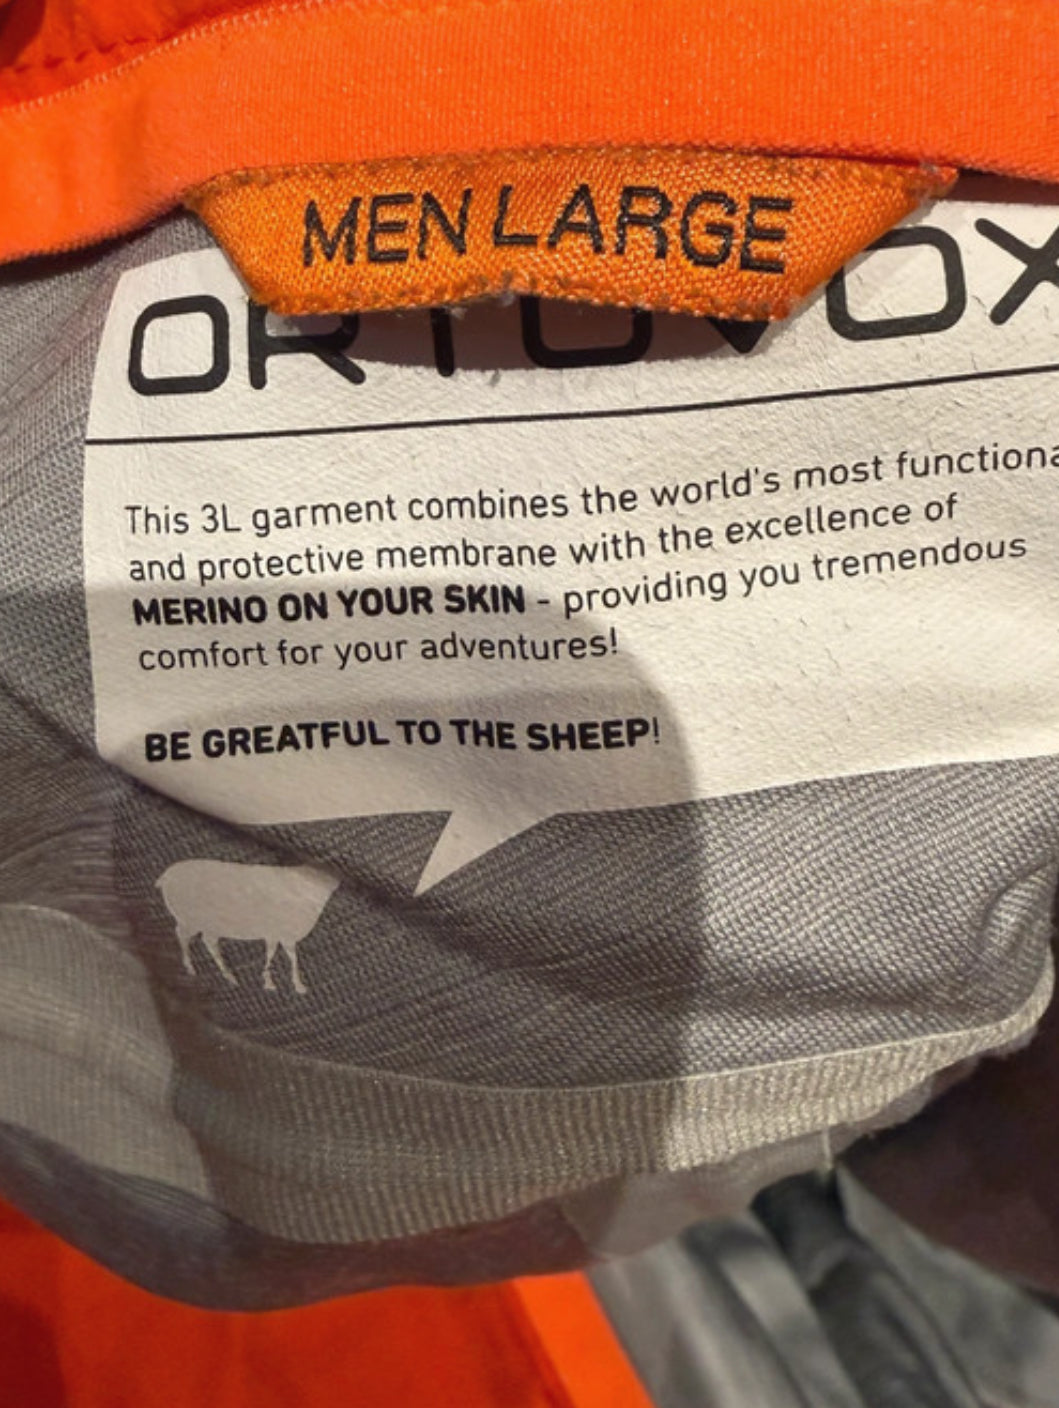 MEN LARGE
ORTOVOX
This 3L garment combines the world's most functiona
and protective membrane with the excellence of
MERINO ON YOUR SKIN - providing you tremendous
comfort for your adventures!
BE GREATFUL TO THE SHEEP!